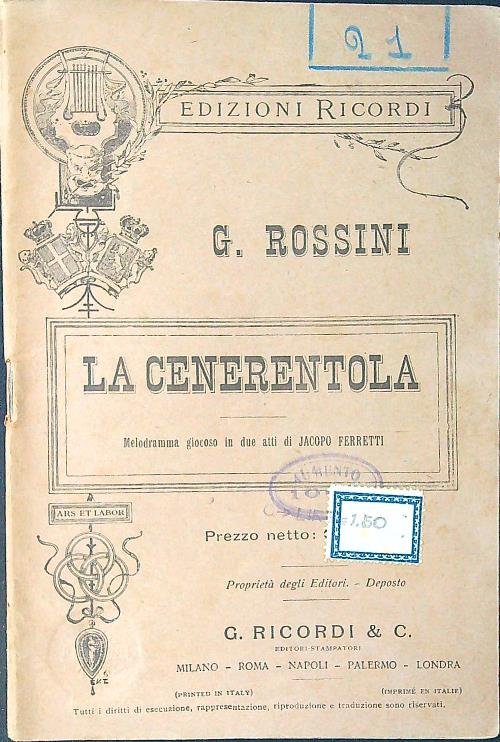 21
EDIZIONI RICORDI
G. ROSSINI
LA CENERENTOLA
Melodramma giocoso in due atti di JACOPO FERRETTI
AUMENTO
ARS ET LABOR
1.50
Prezzo netto:
Proprietà degli Editori. - Deposto
G. RICORDI & C.
EDITORI-STAMPATORI
MILANO - ROMA - NAPOLI - PALERMO - LONDRA
(PRINTED IN ITALY) (IMPRIMÉ EN ITALIE)
Tutti i diritti di esecuzione, rappresentazione, riproduzione e traduzione sono riservati.